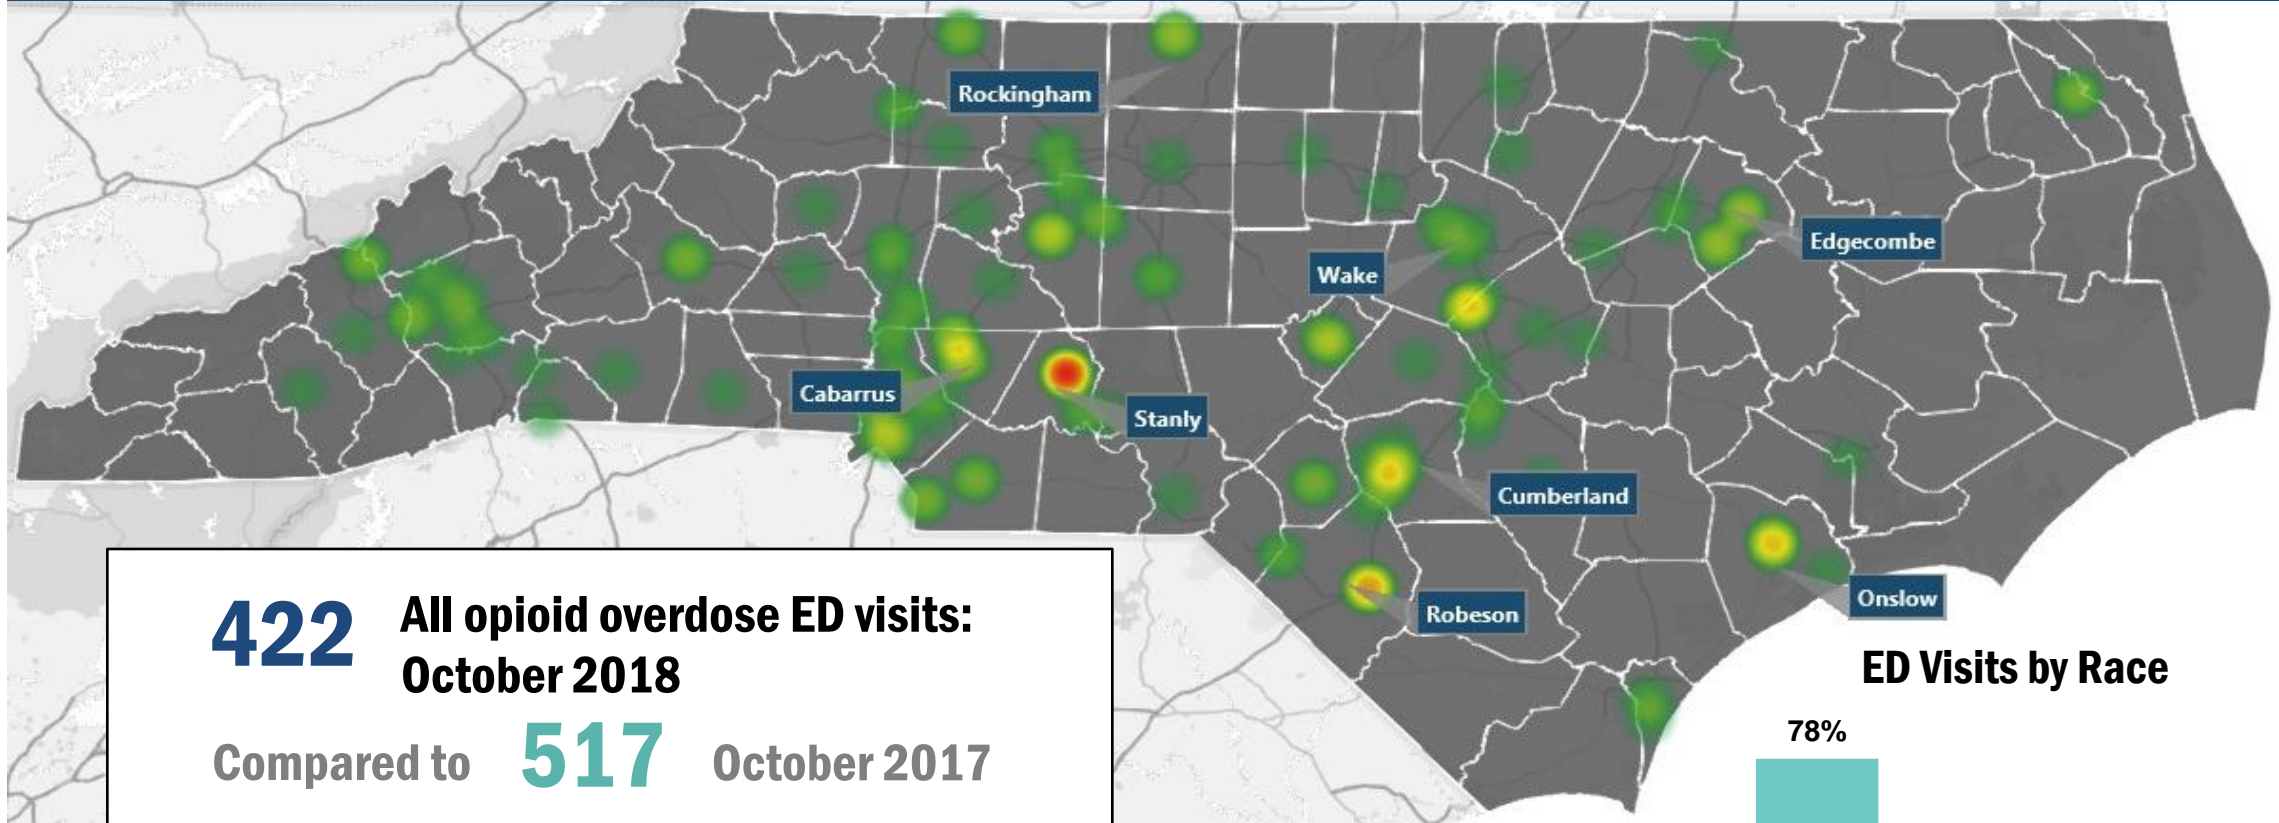 Rockingham
Edgecombe
Wake
Cabarrus
Stanly
Cumberland
Onslow
Robeson
422 All opioid overdose ED visits:
October 2018
Compared to 517 October 2017
ED Visits by Race
78%